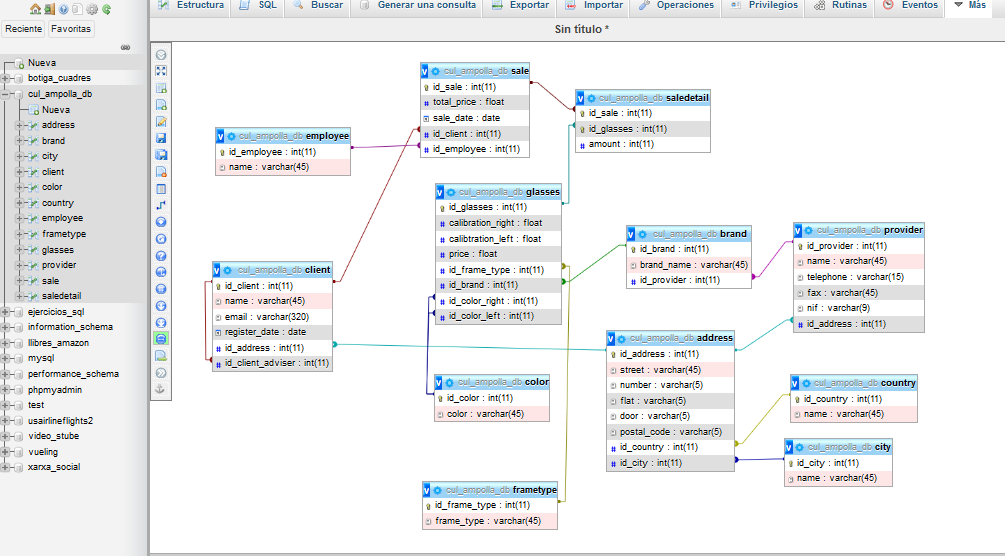 Estructura SQL Buscar Generar una consulta Exportar Importar Operaciones Privilegios Rutinas Eventos Más
Reciente Favoritas
Sin título *
Nueva
botiga_cuadres
cul_ampolla_db
Nueva
address
brand
city
client
color
country
employee
frametype
glasses
provider
sale
saledetail
ejercicios_sql
information_schema
llibres_amazon
mysql
performance_schema
phpmyadmin
test
usairlineflights2
video_stube
vueling
xarxa_social
cul_ampolla_db sale
id_sale : int(11)
total_price : float
sale_date : date
id_client : int(11)
id_employee : int(11)
cul_ampolla_db saledetail
id_sale : int(11)
id_glasses : int(11)
amount : int(11)
cul_ampolla_db employee
id_employee : int(11)
name : varchar(45)
cul_ampolla_db glasses
id_glasses : int(11)
calibration_right : float
calibtration_left : float
price : float
id_frame_type : int(11)
id_brand : int(11)
id_color_right : int(11)
id_color_left : int(11)
cul_ampolla_db brand
id_brand : int(11)
brand_name : varchar(45)
id_provider : int(11)
cul_ampolla_db provider
id_provider : int(11)
name : varchar(45)
telephone : varchar(15)
fax : varchar(45)
nif : varchar(9)
id_address : int(11)
cul_ampolla_db client
id_client : int(11)
name : varchar(45)
email : varchar(320)
register_date : date
id_address : int(11)
id_client_adviser : int(11)
cul_ampolla_db address
id_address : int(11)
street : varchar(45)
number : varchar(5)
flat : varchar(5)
door : varchar(5)
postal_code : varchar(5)
id_country : int(11)
id_city : int(11)
cul_ampolla_db color
id_color : int(11)
color : varchar(45)
cul_ampolla_db country
id_country : int(11)
name : varchar(45)
cul_ampolla_db city
id_city : int(11)
name : varchar(45)
cul_ampolla_db frametype
id_frame_type : int(11)
frame_type : varchar(45)